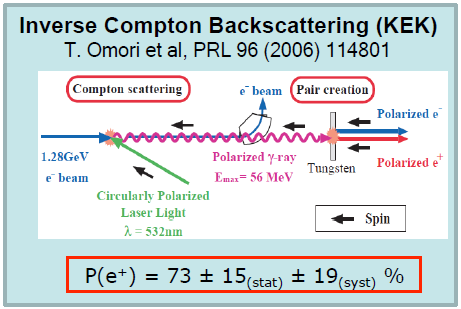 Inverse Compton Backscattering (KEK)
T. Omori et al, PRL 96 (2006) 114801
Compton scattering
e⁻ beam
Pair creation
Polarized e⁻
1.28GeV
e⁻ beam
Polarized γ-ray
Eₘₐₓ= 56 MeV
Tungsten
Polarized e⁺
Circularly Polarized
Laser Light
λ = 532nm
Spin
P(e⁺) = 73 ± 15(stat) ± 19(syst) %